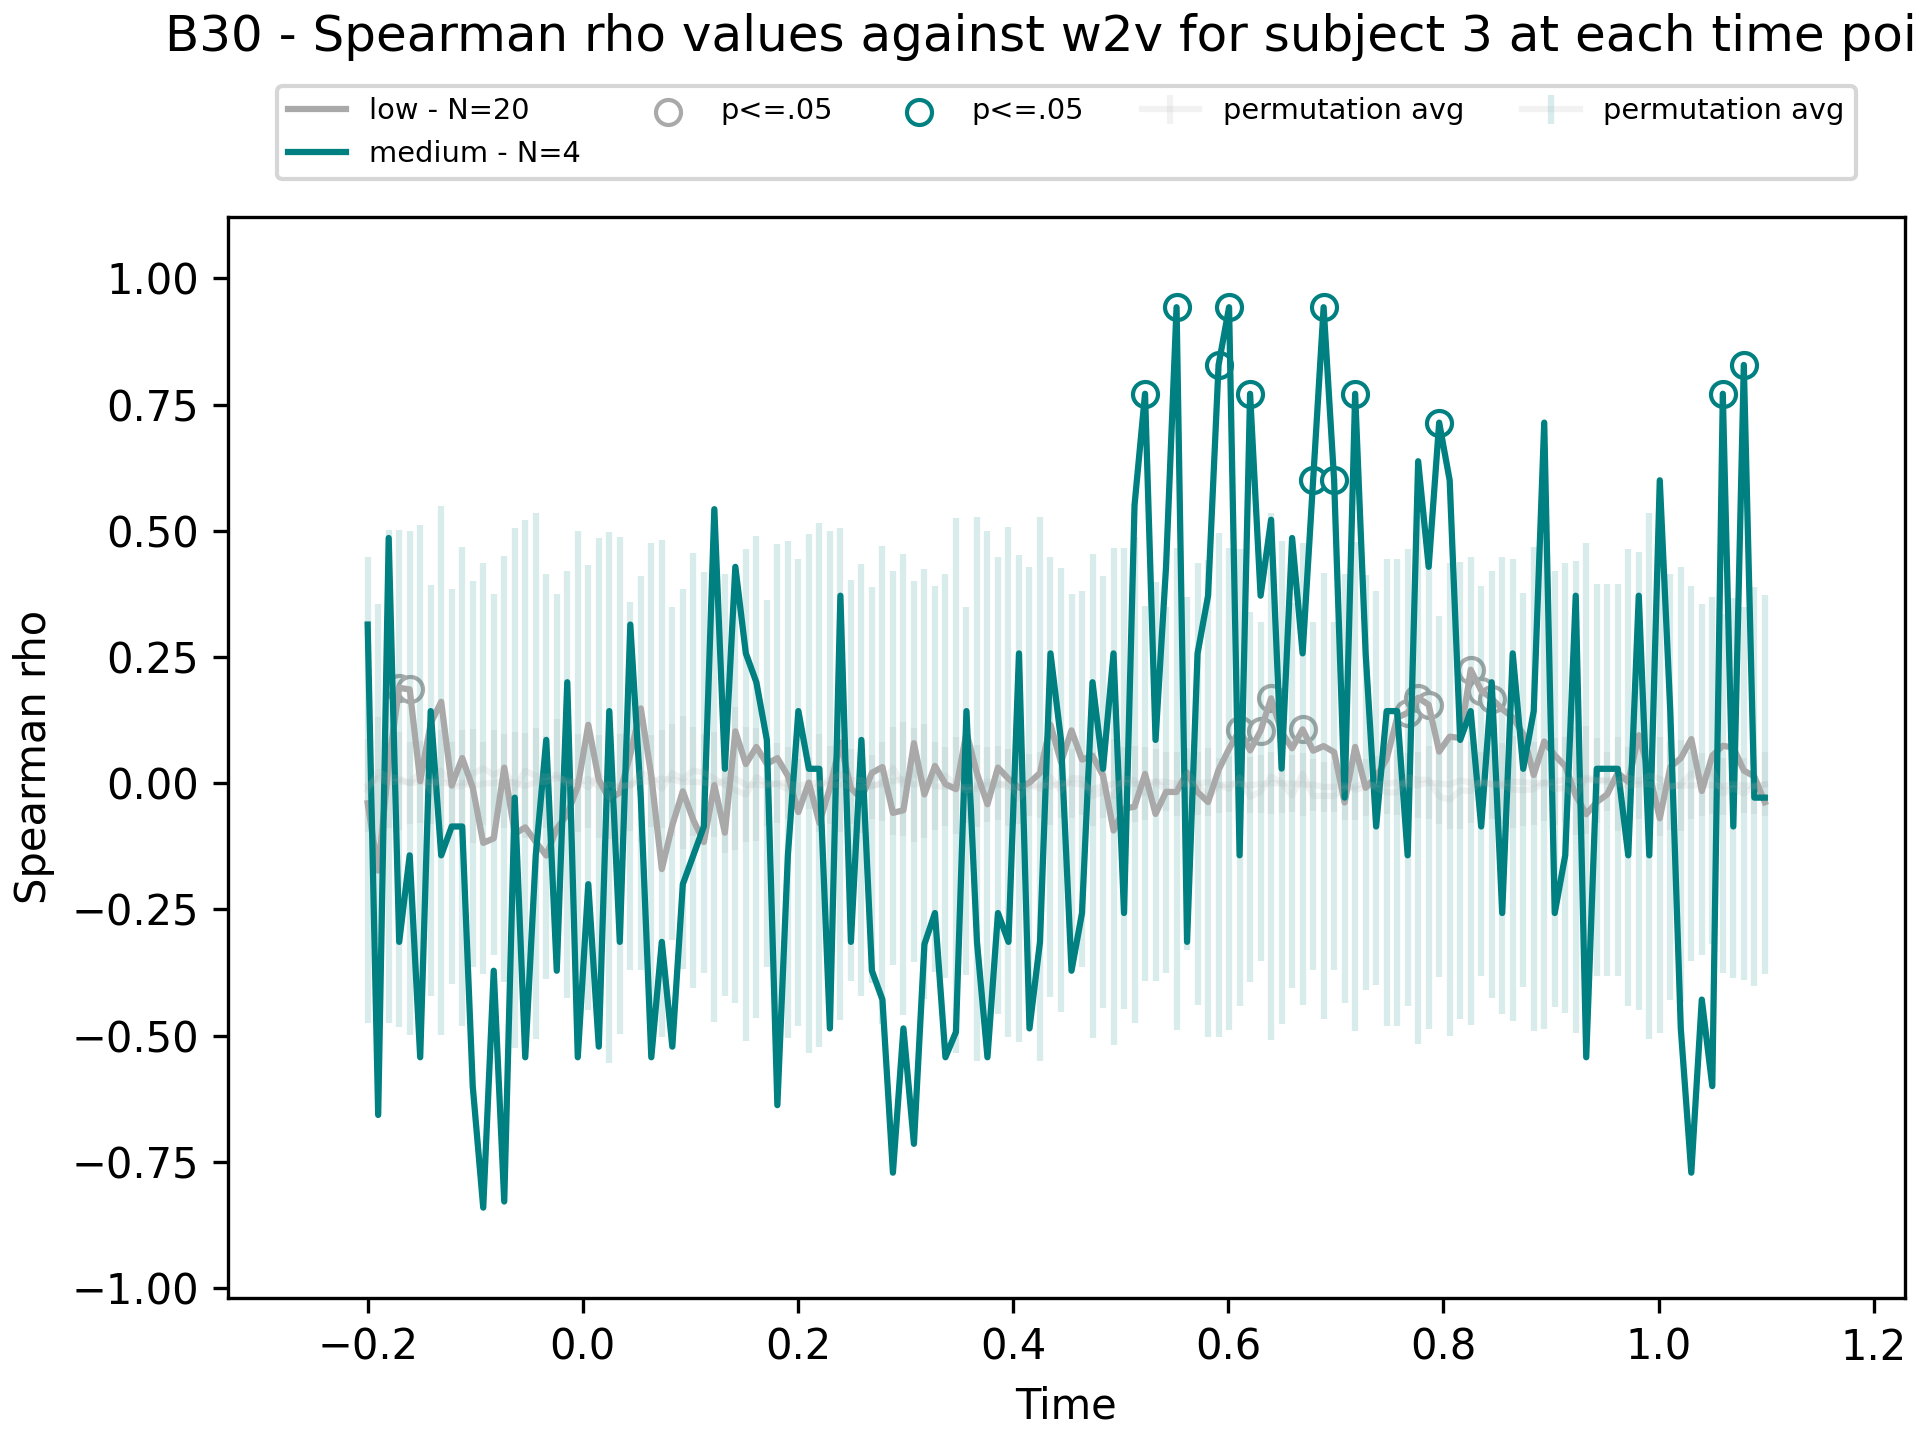 B30 - Spearman rho values against w2v for subject 3 at each time poi
low - N=20
medium - N=4
p<=.05
p<=.05
permutation avg
permutation avg
1.00
0.75
0.50
0.25
0.00
−0.25
−0.50
−0.75
−1.00
Spearman rho
−0.2
0.0
0.2
0.4
0.6
0.8
1.0
1.2
Time